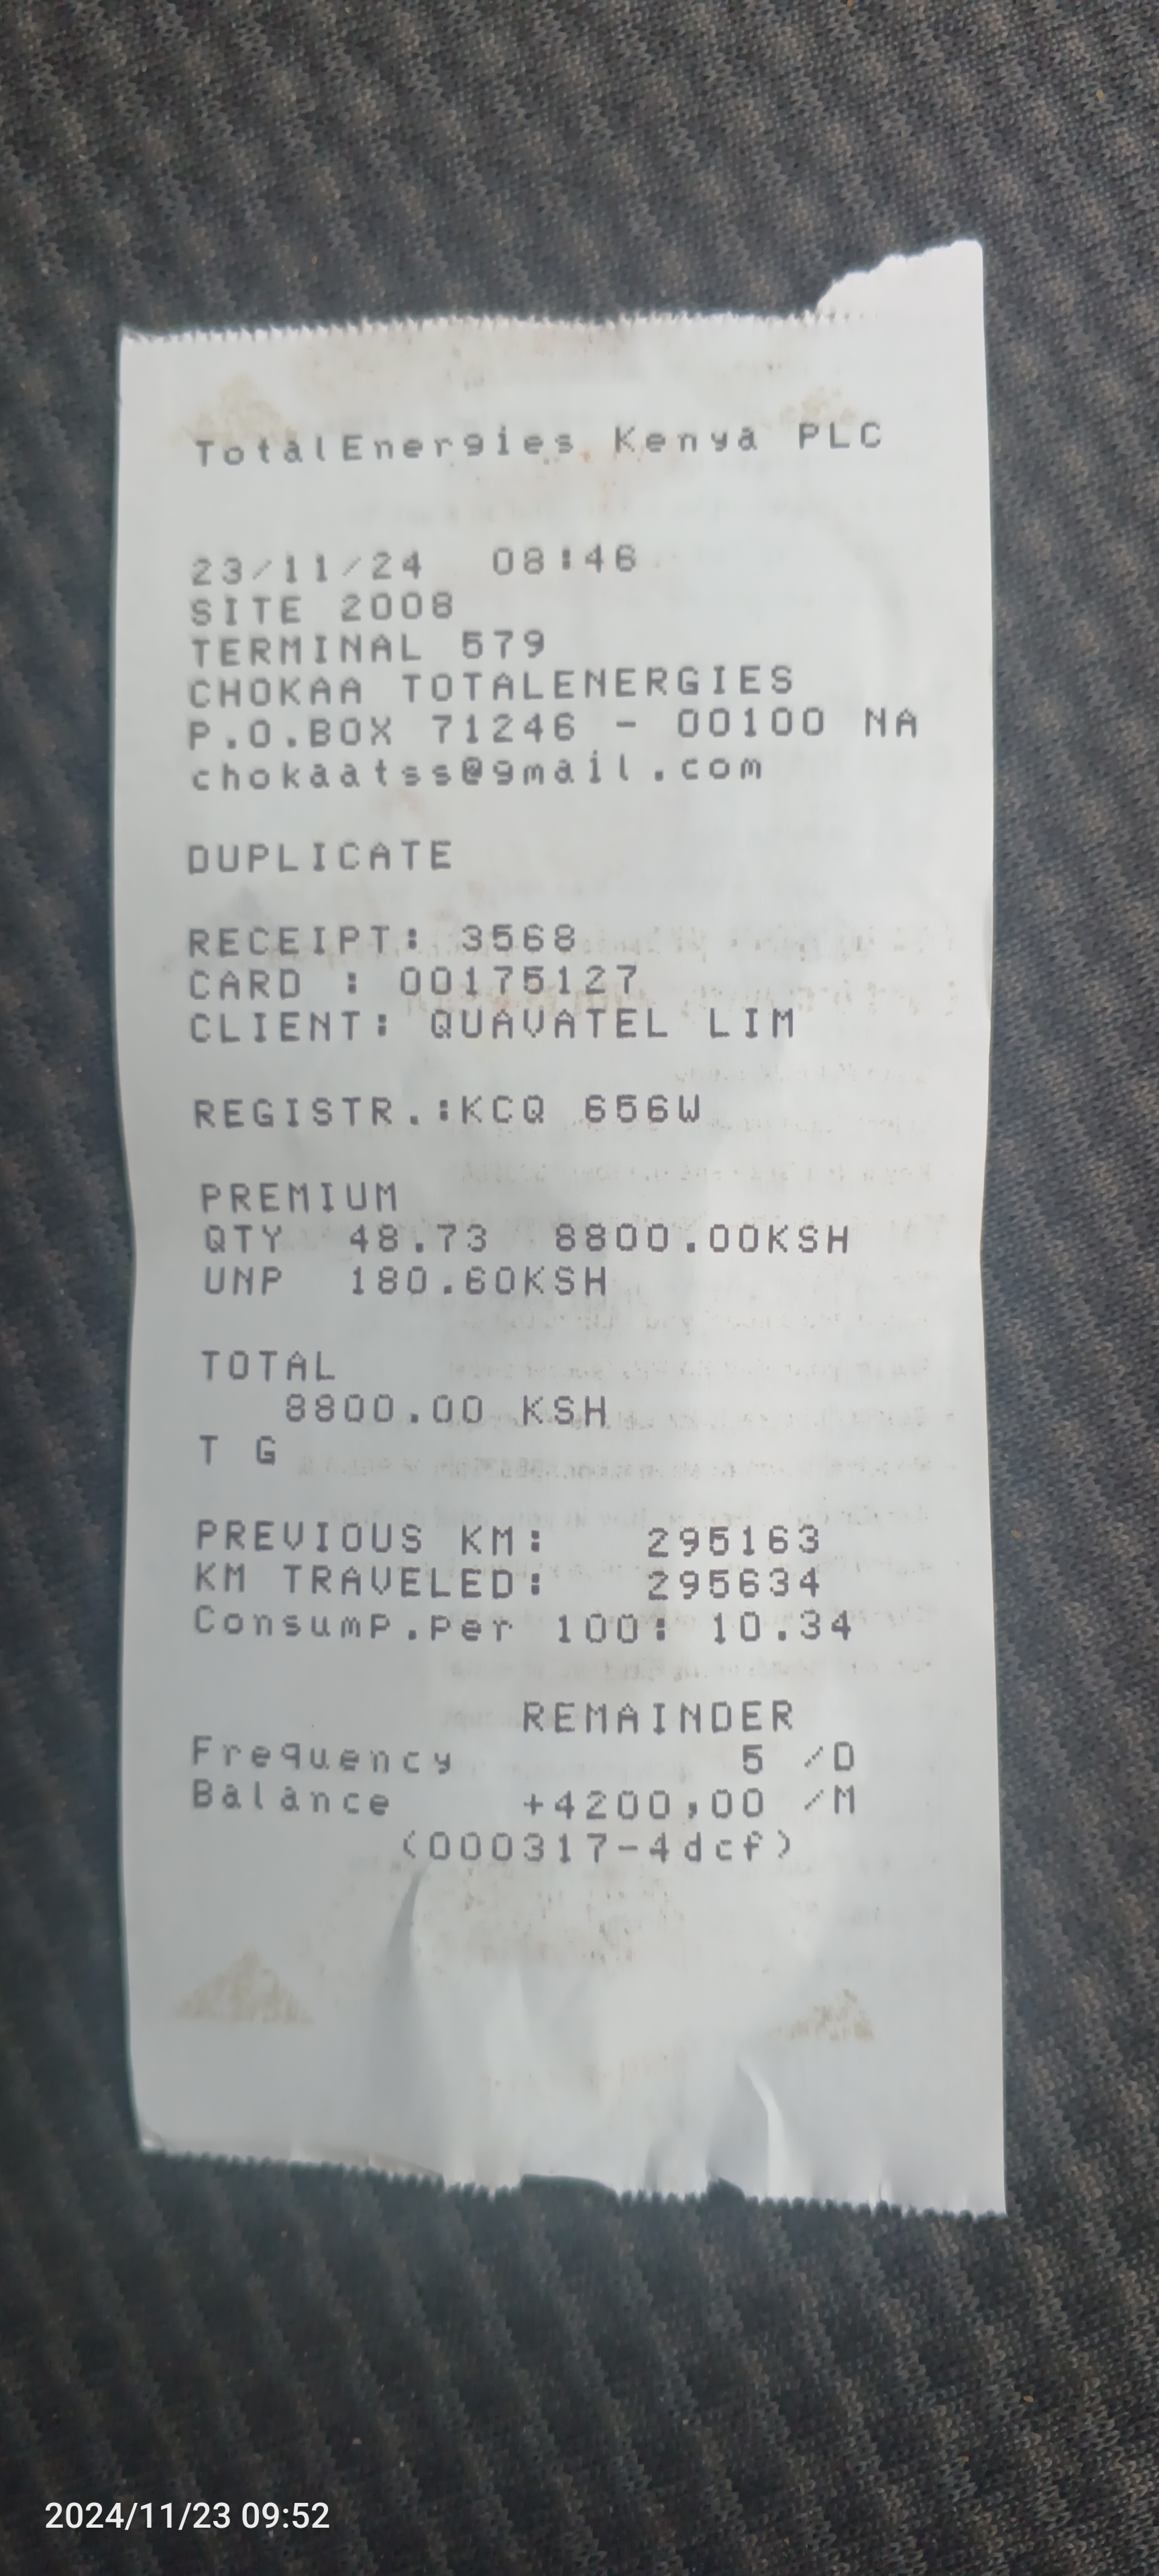 TotalEnergies Kenya PLC
23/11/24 08:46
SITE 2008
TERMINAL 579
CHOKAA TOTALENERGIES
P.O.BOX 71246 - 00100 NA
chokaatss@gmail.com
DUPLICATE
RECEIPT: 3568
CARD : 00175127
CLIENT: QUAVATEL LIM
REGISTR.:KCQ 656W
PREMIUM
QTY 48.73 8800.00KSH
UNP 180.60KSH
TOTAL
8800.00 KSH
T G
PREVIOUS KM: 295163
KM TRAVELED: 295634
Consump.Per 100: 10.34
REMAINDER
Frequency 5 /D
Balance +4200,00 /M
(000317-4dcf)
2024/11/23 09:52